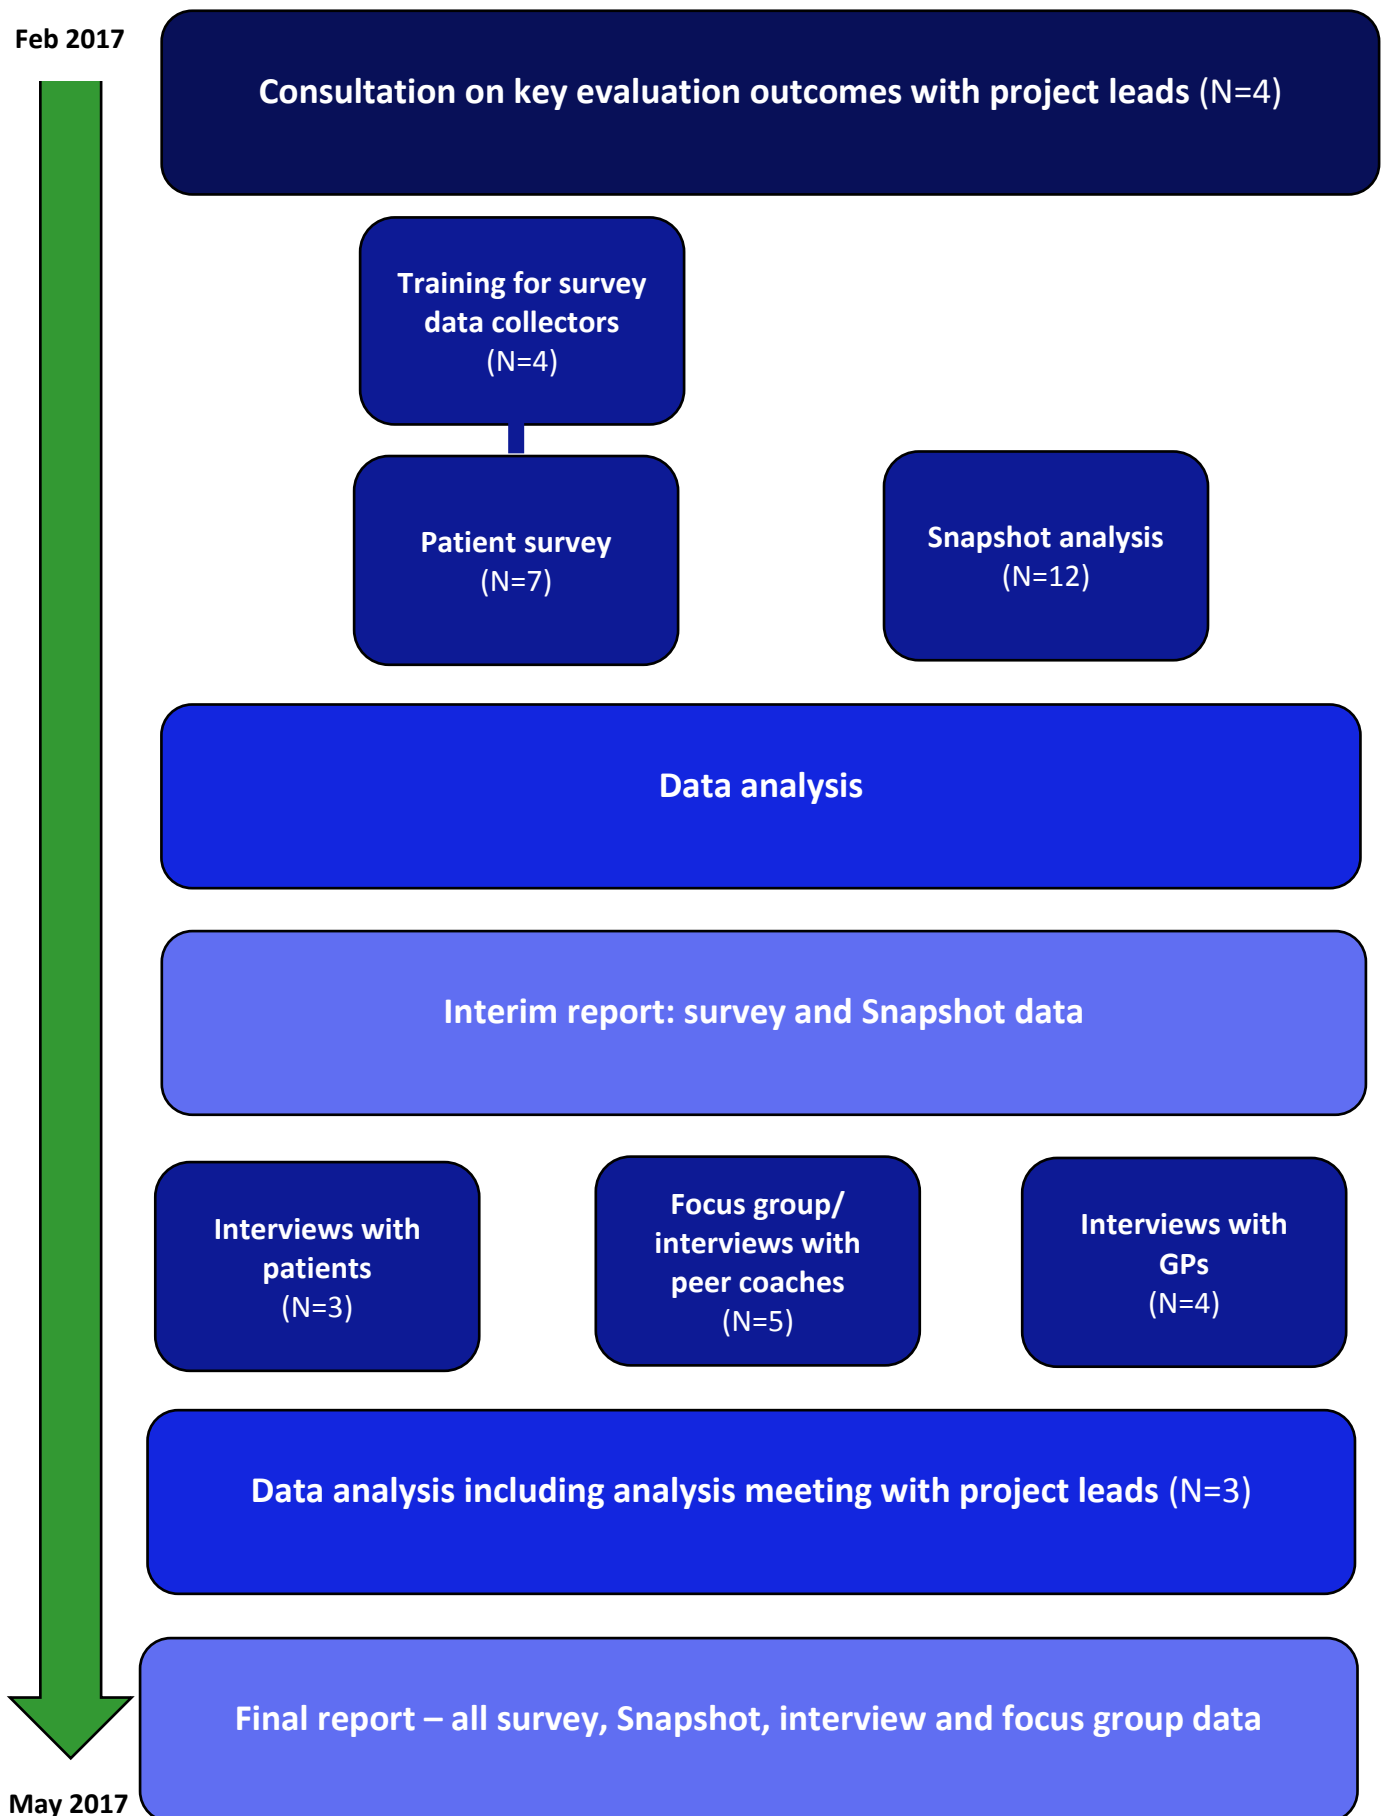 Feb 2017
Consultation on key evaluation outcomes with project leads (N=4)
Training for survey
data collectors
(N=4)
Patient survey
(N=7)
Snapshot analysis
(N=12)
Data analysis
Interim report: survey and Snapshot data
Interviews with
patients
(N=3)
Focus group/
interviews with
peer coaches
(N=5)
Interviews with
GPs
(N=4)
Data analysis including analysis meeting with project leads (N=3)
Final report – all survey, Snapshot, interview and focus group data
May 2017